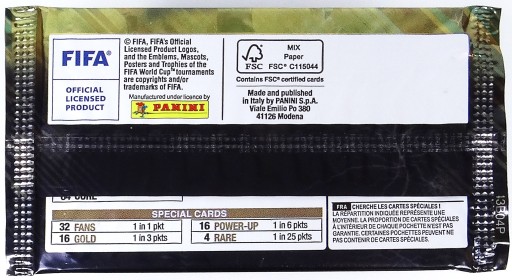 FIFA®
OFFICIAL
LICENSED
PRODUCT
© FIFA, FIFA's Official
Licensed Product Logos,
and the Emblems, Mascots,
Posters and Trophies of the
FIFA World Cup™ tournaments
are copyrights and/or
trademarks of FIFA.
Manufactured under licence by
PANINI
FSC
MIX
Paper
FSC® C115044
Contains FSC® certified cards
Made and published
in Italy by PANINI S.p.A.
Viale Emilio Po 380
41126 Modena
SPECIAL CARDS
32 FANS 1 in 1 pkt
16 GOLD 1 in 3 pkts
16 POWER-UP 1 in 6 pkts
4 RARE 1 in 25 pkts
FRA CHERCHE LES CARTES SPÉCIALES !
LA RÉPARTITION INDIQUÉE REPRÉSENTE UNE
MOYENNE. LA PROPORTION DE CARTES SPÉCIALES
À L'INTÉRIEUR DE CHAQUE POCHETTE N'EST PAS
GARANTIE. CERTAINES POCHETTES PEUVENT NE
PAS CONTENIR DE CARTES SPÉCIALES.